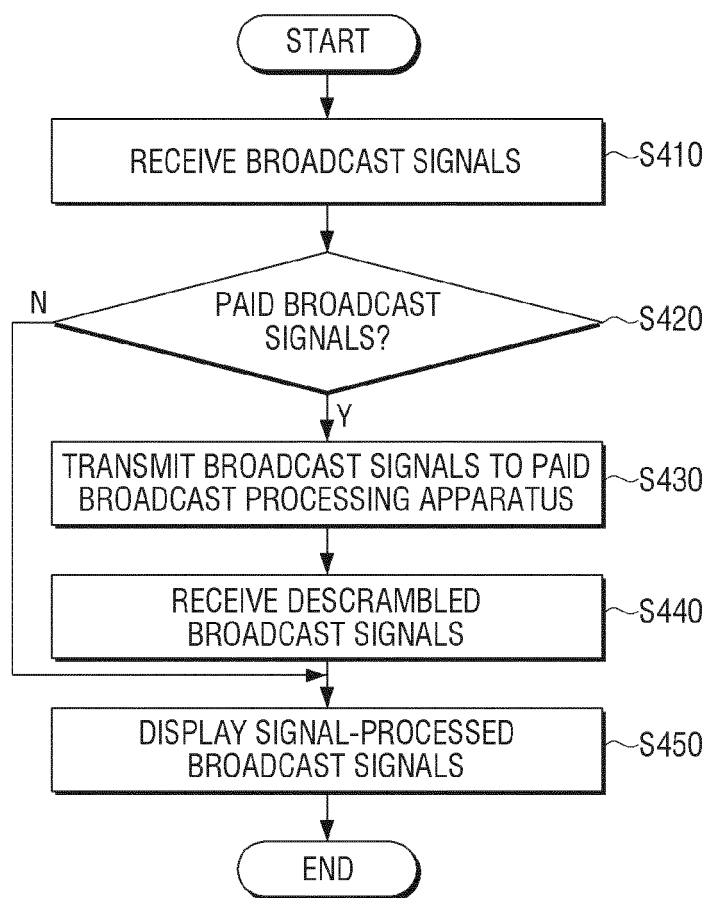 START
RECEIVE BROADCAST SIGNALS
S410
PAID BROADCAST
SIGNALS?
S420
N
Y
TRANSMIT BROADCAST SIGNALS TO PAID
BROADCAST PROCESSING APPARATUS
S430
RECEIVE DESCRAMBLED
BROADCAST SIGNALS
S440
DISPLAY SIGNAL-PROCESSED
BROADCAST SIGNALS
S450
END